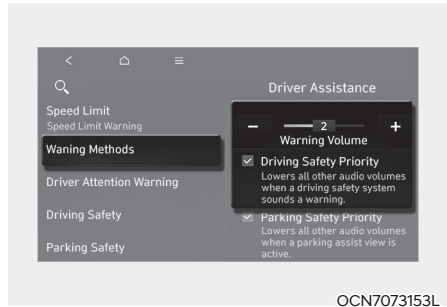 Driver Assistance
Speed Limit
Speed Limit Warning
Waning Methods
Driver Attention Warning
Driving Safety
Parking Safety
− 2 +
Warning Volume
Driving Safety Priority
Lowers all other audio volumes
when a driving safety system
sounds a warning.
Parking Safety Priority
Lowers all other audio volumes
when a parking assist view is
active.
OCN7073153L